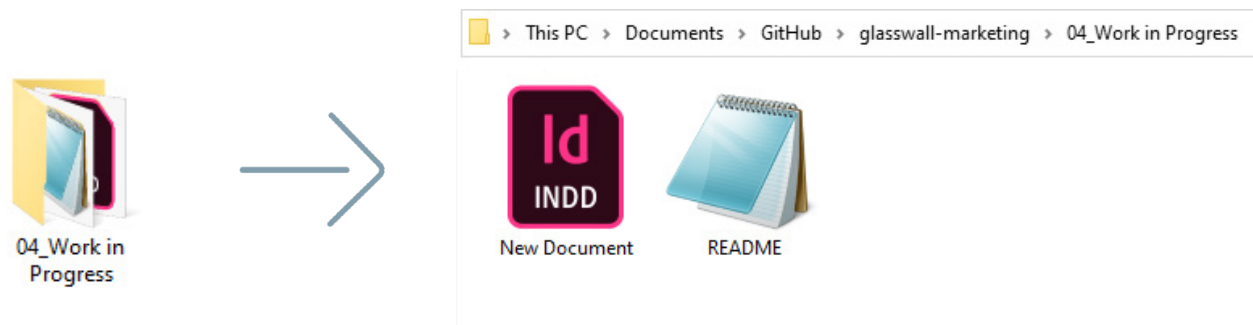 This PC > Documents > GitHub > glasswall-marketing > 04_Work in Progress
Id
INDD
04_Work in
Progress
New Document
README